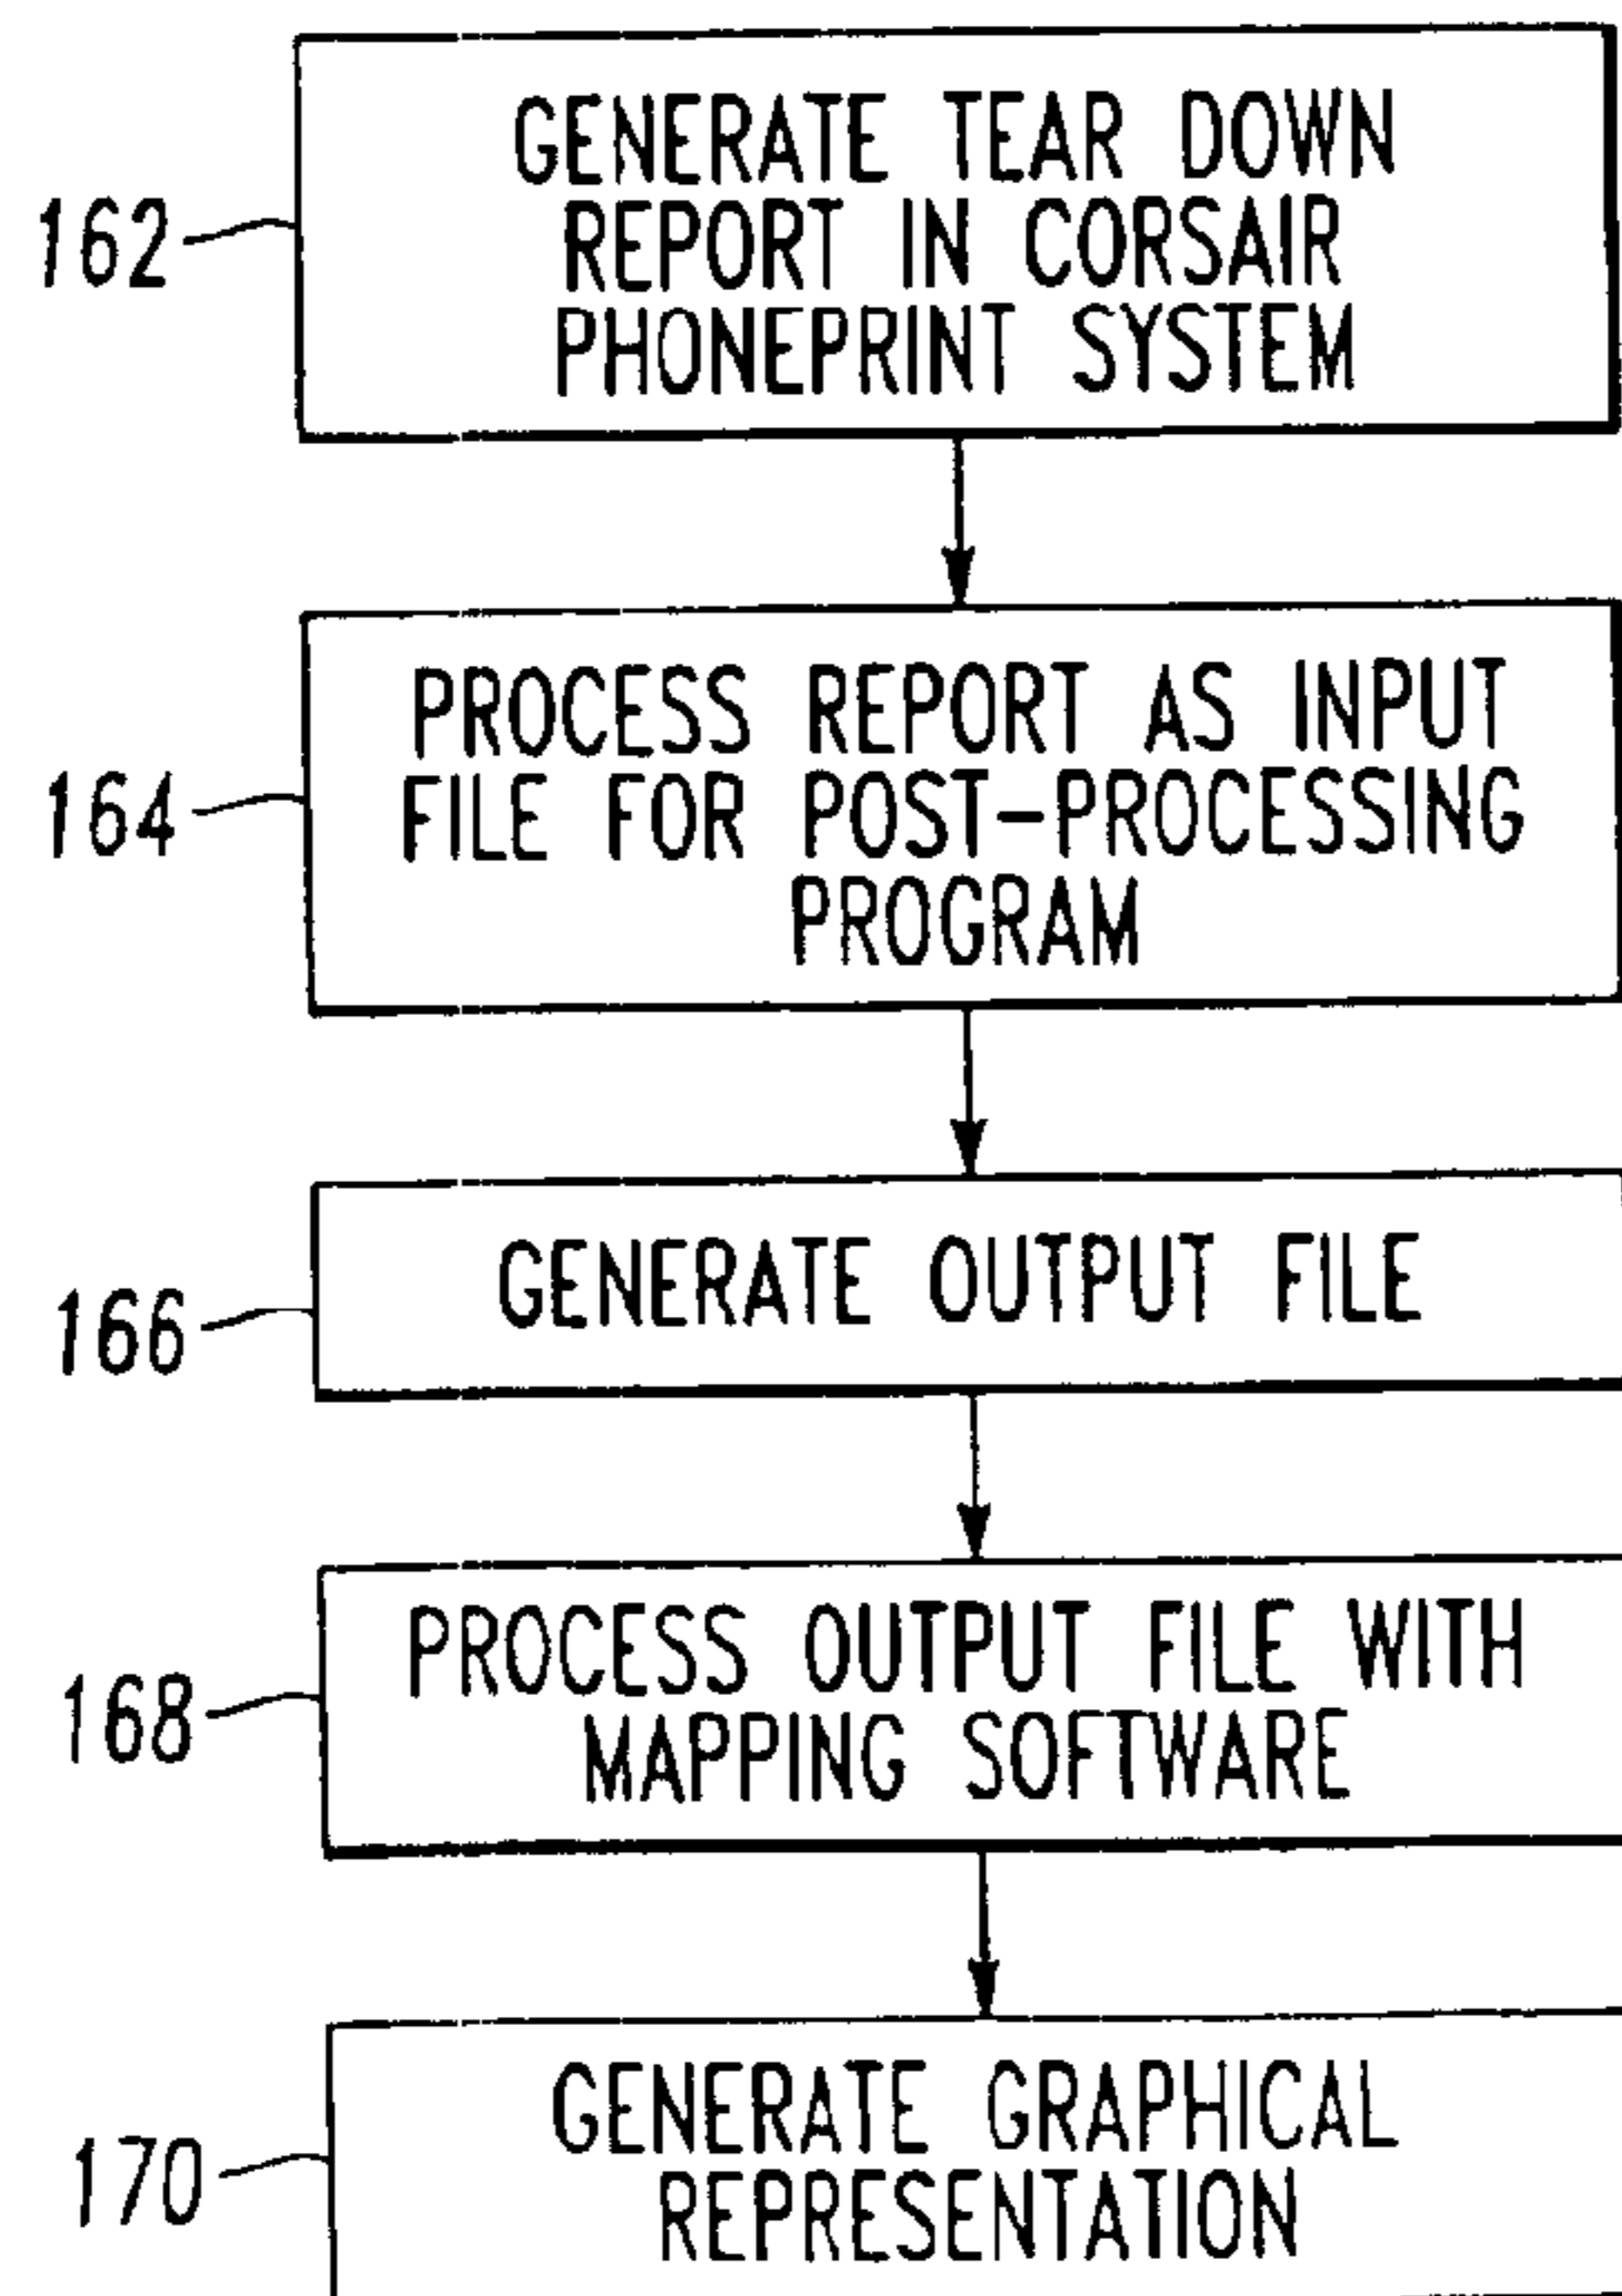 162
GENERATE TEAR DOWN
REPORT IN CORSAIR
PHONEPRINT SYSTEM
164
PROCESS REPORT AS INPUT
FILE FOR POST-PROCESSING
PROGRAM
166
GENERATE OUTPUT FILE
168
PROCESS OUTPUT FILE WITH
MAPPING SOFTWARE
170
GENERATE GRAPHICAL
REPRESENTATION